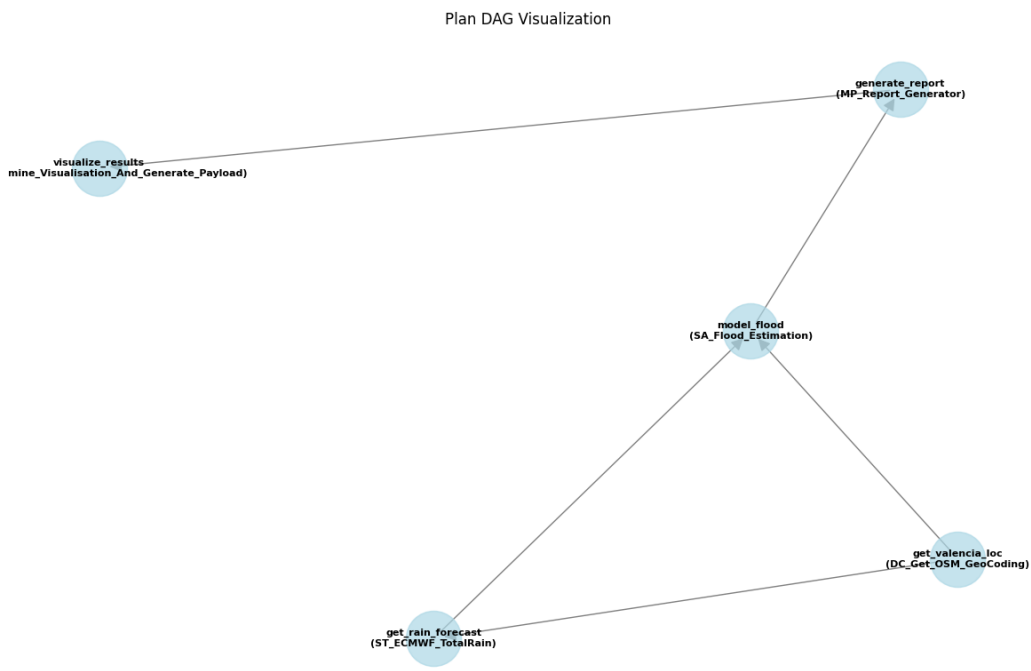 Plan DAG Visualization
generate_report
(MP_Report_Generator)
visualize_results
mine_Visualisation_And_Generate_Payload)
model_flood
(SA_Flood_Estimation)
get_valencia_loc
(DC_Get_OSM_GeoCoding)
get_rain_forecast
(ST_ECMWF_TotalRain)